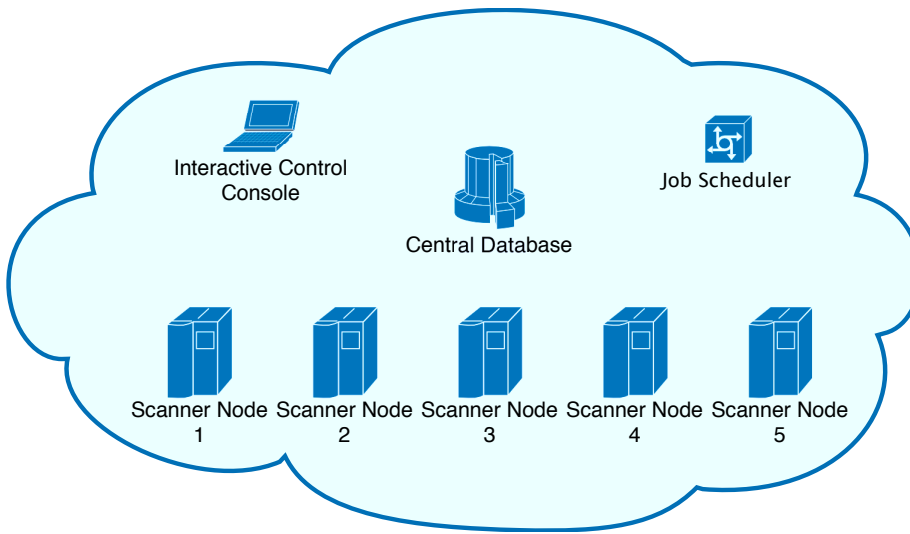 Interactive Control
Console
Central Database
Job Scheduler
Scanner Node
1
Scanner Node
2
Scanner Node
3
Scanner Node
4
Scanner Node
5